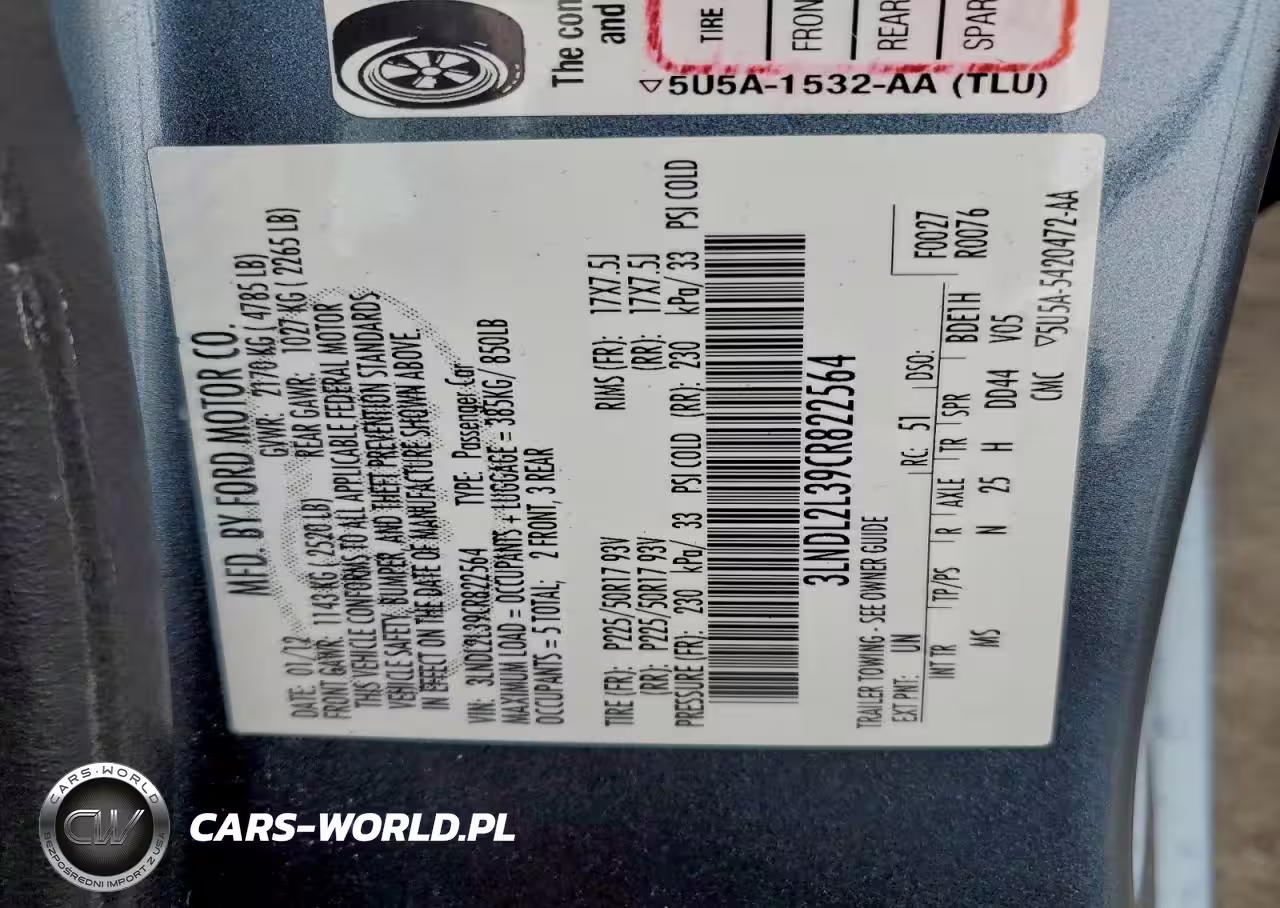 The con
and
TIRE
FRON
REAR
SPAR
▽5U5A-1532-AA (TLU)
MFD. BY FORD MOTOR CO.
DATE: 01/12 GVWR: 2170 KG ( 4785 LB)
FRONT GAWR: 1143 KG ( 2520 LB) REAR GAWR: 1027 KG ( 2265 LB)
THIS VEHICLE CONFORMS TO ALL APPLICABLE FEDERAL MOTOR
VEHICLE SAFETY, BUMPER, AND THEFT PREVENTION STANDARDS
IN EFFECT ON THE DATE OF MANUFACTURE SHOWN ABOVE.
VIN: 3LNDL2L39CR822564 TYPE: Passenger Car
MAXIMUM LOAD = OCCUPANTS + LUGGAGE = 385KG/ 850LB
OCCUPANTS = 5 TOTAL; 2 FRONT, 3 REAR
TIRE (FR): P225/50R17 93V RIMS (FR): 17X7.5J
(RR): P225/50R17 93V (RR): 17X7.5J
PRESSURE (FR): 230 kPa/ 33 PSI COLD (RR): 230 kPa/ 33 PSI COLD
3LNDL2L39CR822564
TRAILER TOWING - SEE OWNER GUIDE
EXT PNT: UN RC: 51 DSO: F0027
R0076
INT TR TP/PS R AXLE TR SPR BDE1H
MS N 25 H DD44 V05
CMC ▽5U5A-5420472-AA
CARS-WORLD
CW
BEZPOŚREDNI IMPORT Z USA
CARS-WORLD.PL